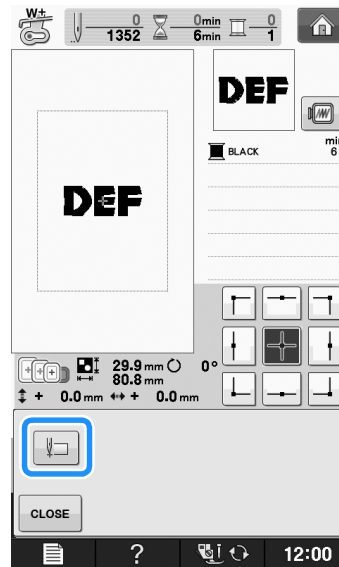 W±
0 0min 0
1352 6min 1
DEF
DEF
BLACK
min
6
29.9 mm 0°
80.8 mm
+ 0.0 mm + 0.0 mm
CLOSE
? 12:00